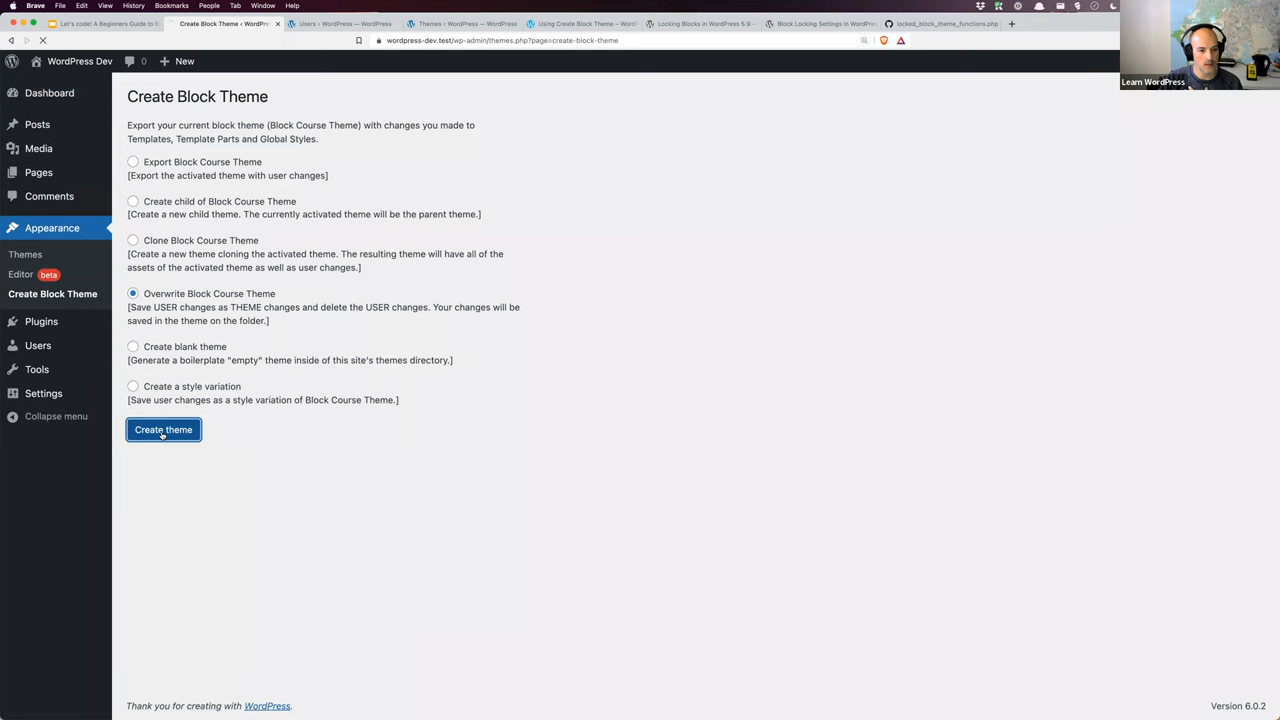 Brave File Edit View History Bookmarks People Tab Window Help
Let's code! A Beginners Guide to B
Create Block Theme ‹ WordPre
Users ‹ WordPress — WordPress
Themes ‹ WordPress — WordPress
Using Create Block Theme – Word
Locking Blocks in WordPress 5.9 –
Block Locking Settings in WordPre
locked_block_theme_functions.php
wordpress-dev.test/wp-admin/themes.php?page=create-block-theme
Learn WordPress
WordPress Dev 0 New
Dashboard
Posts
Media
Pages
Comments
Appearance
Themes
Editor beta
Create Block Theme
Plugins
Users
Tools
Settings
Collapse menu
Create Block Theme
Export your current block theme (Block Course Theme) with changes you made to
Templates, Template Parts and Global Styles.
Export Block Course Theme
[Export the activated theme with user changes]
Create child of Block Course Theme
[Create a new child theme. The currently activated theme will be the parent theme.]
Clone Block Course Theme
[Create a new theme cloning the activated theme. The resulting theme will have all of the
assets of the activated theme as well as user changes.]
Overwrite Block Course Theme
[Save USER changes as THEME changes and delete the USER changes. Your changes will be
saved in the theme on the folder.]
Create blank theme
[Generate a boilerplate "empty" theme inside of this site's themes directory.]
Create a style variation
[Save user changes as a style variation of Block Course Theme.]
Create theme
Thank you for creating with WordPress.
Version 6.0.2